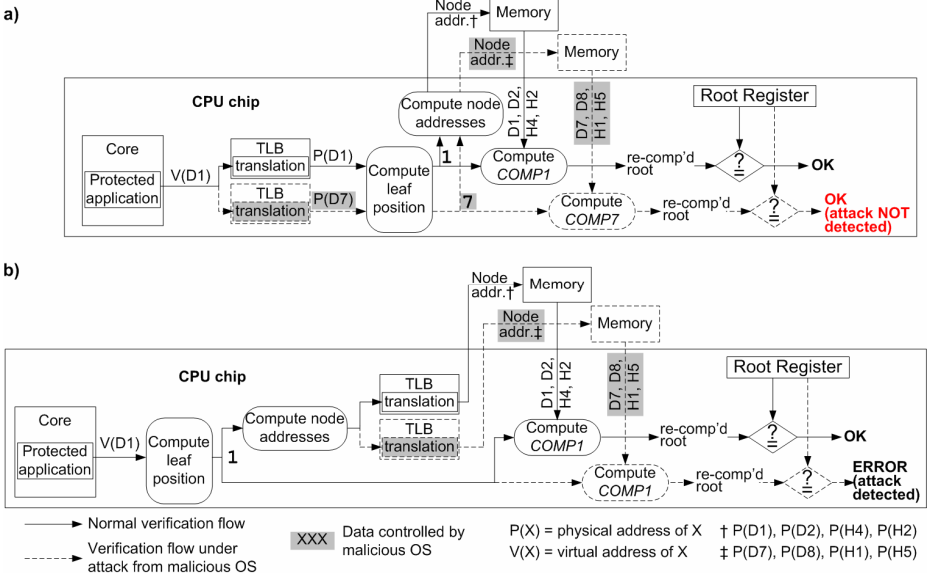 a)
Node
addr.†
Memory
Node
addr.‡
Memory
CPU chip
Compute node
addresses
D1, D2,
H4, H2
D7, D8,
H1, H5
Root Register
Core
Protected
application
V(D1)
TLB
translation
P(D1)
TLB
translation
P(D7)
Compute
leaf
position
1
7
Compute
COMP1
re-comp'd
root
?
=
OK
Compute
COMP7
re-comp'd
root
?
=
OK
(attack NOT
detected)
b)
Node
addr.†
Memory
Node
addr.‡
Memory
CPU chip
D1, D2,
H4, H2
D7, D8,
H1, H5
Root Register
Core
Protected
application
V(D1)
Compute
leaf
position
1
Compute node
addresses
TLB
translation
TLB
translation
Compute
COMP1
re-comp'd
root
?
=
OK
Compute
COMP1
re-comp'd
root
?
=
ERROR
(attack
detected)
Normal verification flow
Verification flow under
attack from malicious OS
XXX
Data controlled by
malicious OS
P(X) = physical address of X
V(X) = virtual address of X
† P(D1), P(D2), P(H4), P(H2)
‡ P(D7), P(D8), P(H1), P(H5)